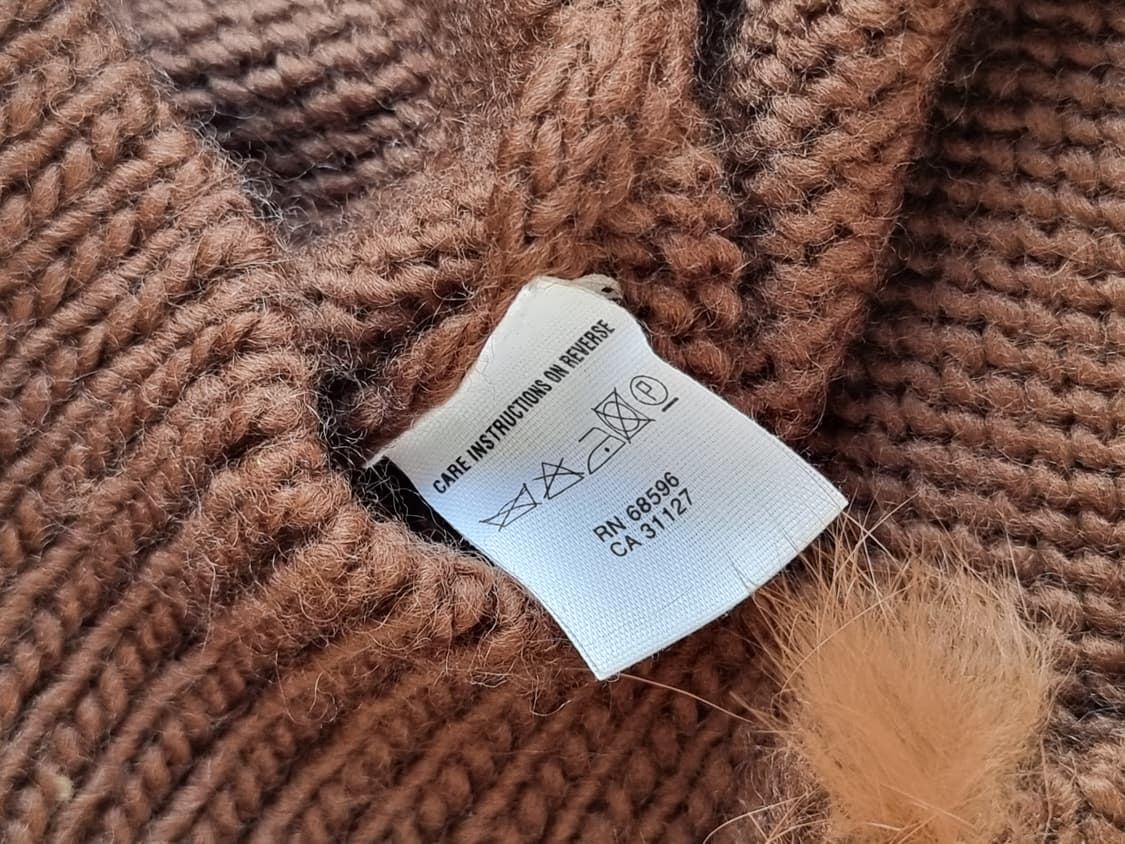 CARE INSTRUCTIONS ON REVERSE
P
RN 68596
CA 31127